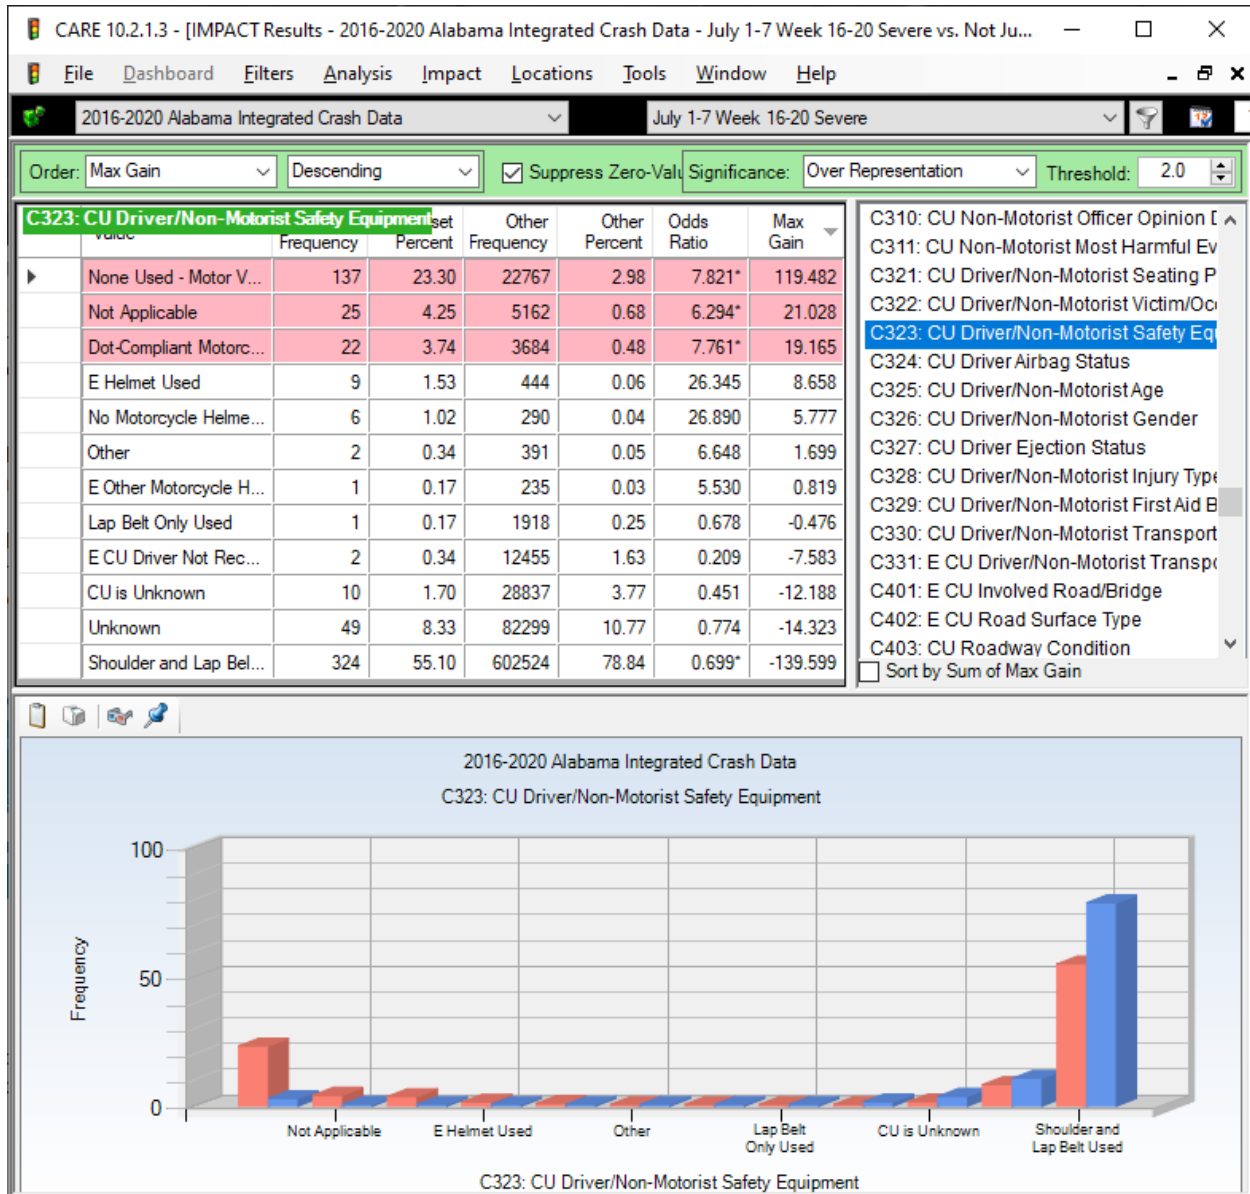 CARE 10.2.1.3 - [IMPACT Results - 2016-2020 Alabama Integrated Crash Data - July 1-7 Week 16-20 Severe vs. Not Ju...
File Dashboard Filters Analysis Impact Locations Tools Window Help
2016-2020 Alabama Integrated Crash Data July 1-7 Week 16-20 Severe
Order: Max Gain Descending Suppress Zero-Valu Significance: Over Representation Threshold: 2.0
C323: CU Driver/Non-Motorist Safety Equipment
Frequency Percent Other Frequency Other Percent Odds Ratio Max Gain
None Used - Motor V... 137 23.30 22767 2.98 7.821* 119.482
Not Applicable 25 4.25 5162 0.68 6.294* 21.028
Dot-Compliant Motorc... 22 3.74 3684 0.48 7.761* 19.165
E Helmet Used 9 1.53 444 0.06 26.345 8.658
No Motorcycle Helme... 6 1.02 290 0.04 26.890 5.777
Other 2 0.34 391 0.05 6.648 1.699
E Other Motorcycle H... 1 0.17 235 0.03 5.530 0.819
Lap Belt Only Used 1 0.17 1918 0.25 0.678 -0.476
E CU Driver Not Rec... 2 0.34 12455 1.63 0.209 -7.583
CU is Unknown 10 1.70 28837 3.77 0.451 -12.188
Unknown 49 8.33 82299 10.77 0.774 -14.323
Shoulder and Lap Bel... 324 55.10 602524 78.84 0.699* -139.599
C310: CU Non-Motorist Officer Opinion
C311: CU Non-Motorist Most Harmful Ev
C321: CU Driver/Non-Motorist Seating P
C322: CU Driver/Non-Motorist Victim/Oc
C323: CU Driver/Non-Motorist Safety Equ
C324: CU Driver Airbag Status
C325: CU Driver/Non-Motorist Age
C326: CU Driver/Non-Motorist Gender
C327: CU Driver Ejection Status
C328: CU Driver/Non-Motorist Injury Type
C329: CU Driver/Non-Motorist First Aid B
C330: CU Driver/Non-Motorist Transport
C331: E CU Driver/Non-Motorist Transpo
C401: E CU Involved Road/Bridge
C402: E CU Road Surface Type
C403: CU Roadway Condition
Sort by Sum of Max Gain
2016-2020 Alabama Integrated Crash Data
C323: CU Driver/Non-Motorist Safety Equipment
100
50
0
Frequency
Not Applicable
E Helmet Used
Other
Lap Belt
Only Used
CU is Unknown
Shoulder and
Lap Belt Used
C323: CU Driver/Non-Motorist Safety Equipment